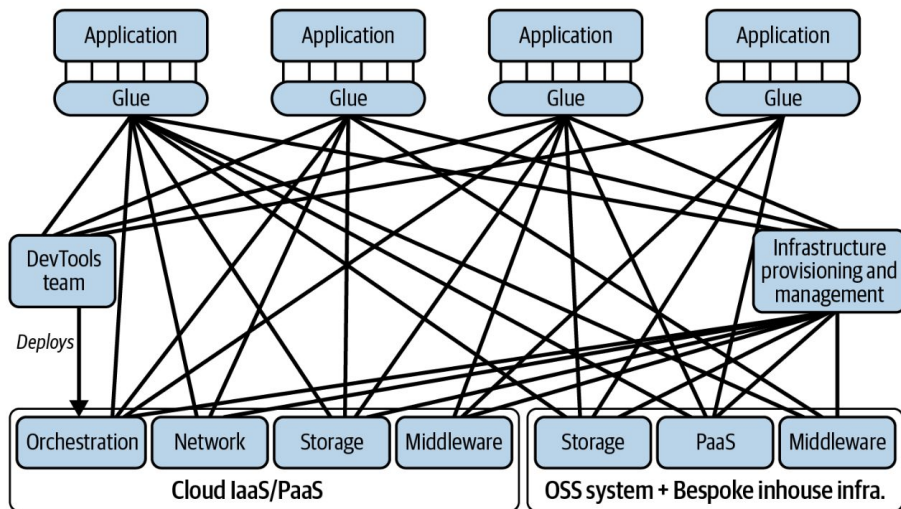 Application
Application
Application
Application
Glue
Glue
Glue
Glue
DevTools
team
Infrastructure
provisioning and
management
Deploys
Orchestration
Network
Storage
Middleware
Storage
PaaS
Middleware
Cloud IaaS/PaaS
OSS system + Bespoke inhouse infra.